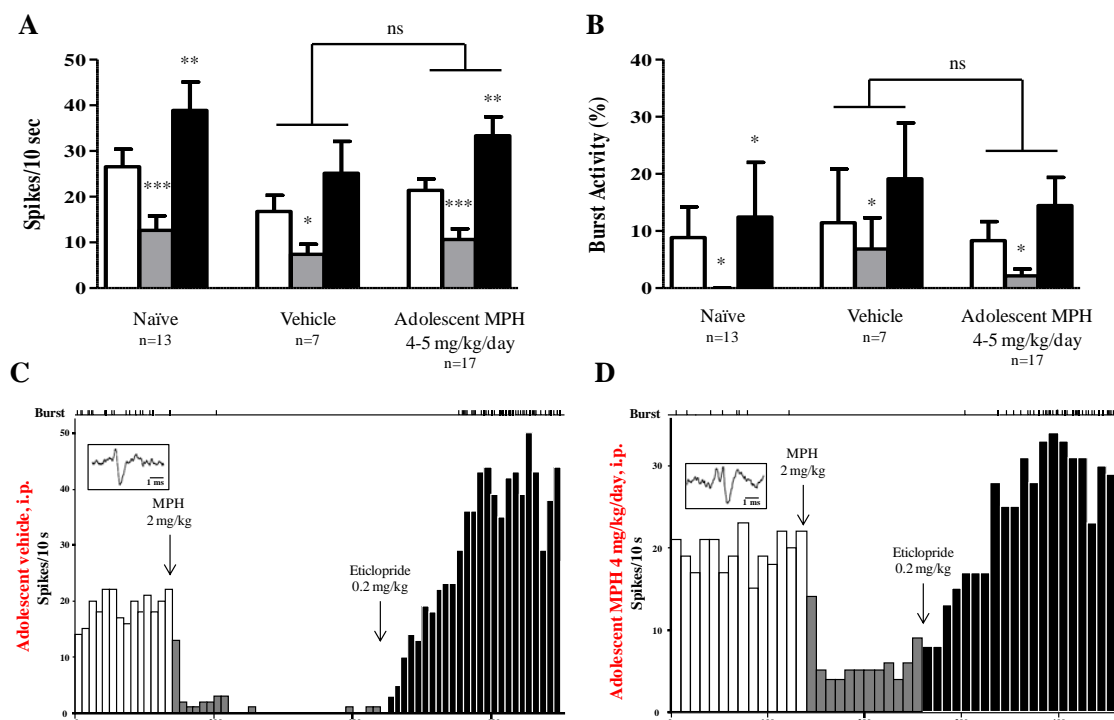 A
ns
Spikes/10 sec
50
40
30
20
10
0
**
***
*
***
**
Naïve
n=13
Vehicle
n=7
Adolescent MPH
4-5 mg/kg/day
n=17
B
ns
Burst Activity (%)
40
30
20
10
0
*
*
*
*
Naïve
n=13
Vehicle
n=7
Adolescent MPH
4-5 mg/kg/day
n=17
C
Burst
Adolescent vehicle, i.p.
Spikes/10 s
50
40
30
20
10
0
1 ms
MPH
2 mg/kg
Eticlopride
0.2 mg/kg
D
Burst
Adolescent MPH 4 mg/kg/day, i.p.
Spikes/10 s
30
20
10
0
1 ms
MPH
2 mg/kg
Eticlopride
0.2 mg/kg